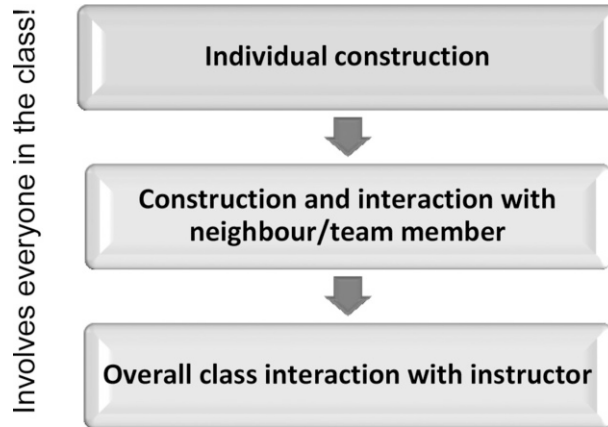 Involves everyone in the class!
Individual construction
Construction and interaction with
neighbour/team member
Overall class interaction with instructor